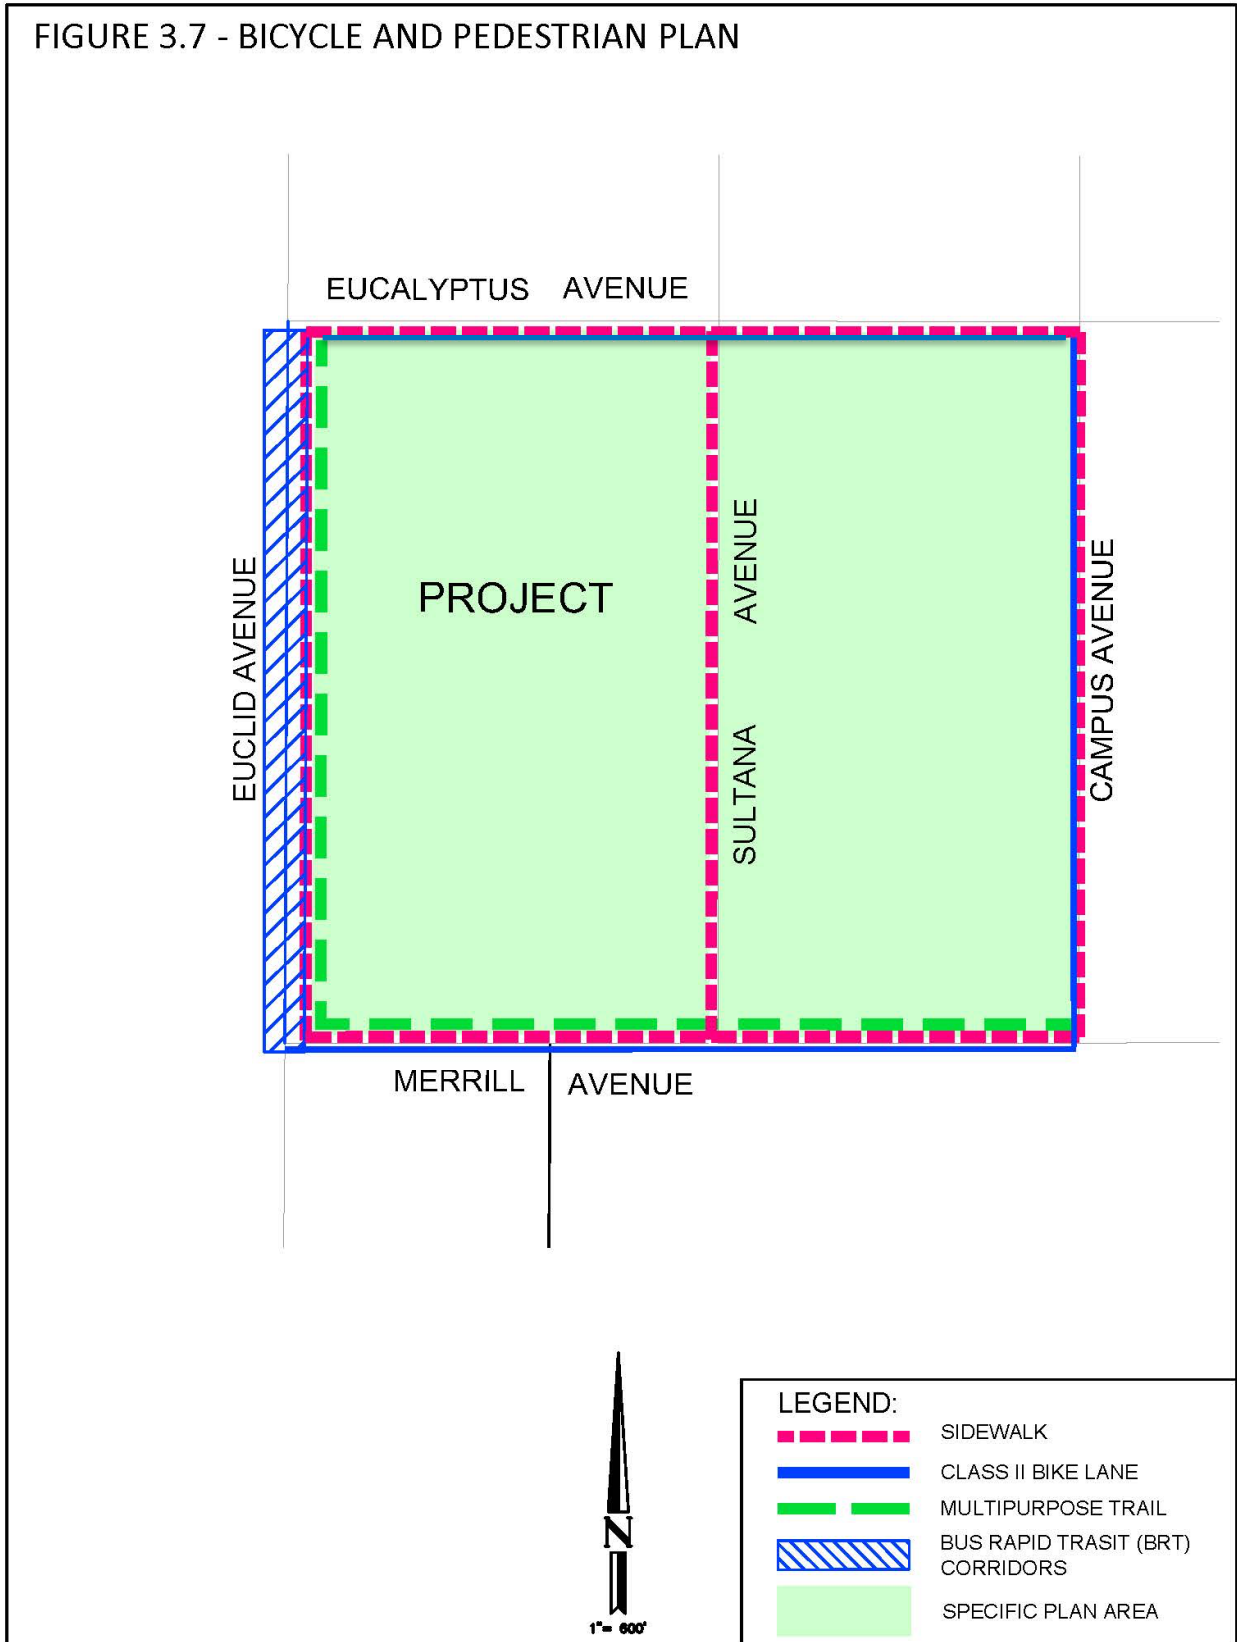 FIGURE 3.7 - BICYCLE AND PEDESTRIAN PLAN
EUCALYPTUS AVENUE
EUCLID AVENUE
PROJECT
SULTANA AVENUE
CAMPUS AVENUE
MERRILL AVENUE
N
1"= 600'
LEGEND:
SIDEWALK
CLASS II BIKE LANE
MULTIPURPOSE TRAIL
BUS RAPID TRASIT (BRT)
CORRIDORS
SPECIFIC PLAN AREA